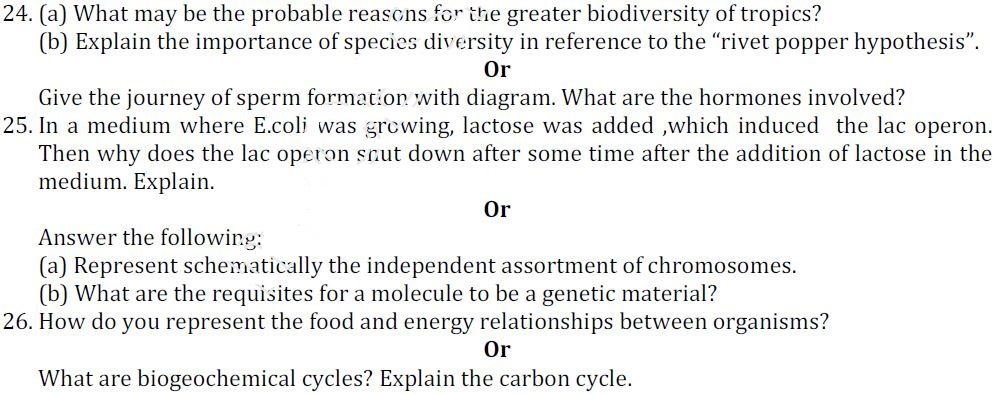 24. (a) What may be the probable reasons for the greater biodiversity of tropics?
(b) Explain the importance of species diversity in reference to the “rivet popper hypothesis”.
Or
Give the journey of sperm formation with diagram. What are the hormones involved?
25. In a medium where E.coli was growing, lactose was added ,which induced the lac operon.
Then why does the lac operon shut down after some time after the addition of lactose in the
medium. Explain.
Or
Answer the following:
(a) Represent schematically the independent assortment of chromosomes.
(b) What are the requisites for a molecule to be a genetic material?
26. How do you represent the food and energy relationships between organisms?
Or
What are biogeochemical cycles? Explain the carbon cycle.